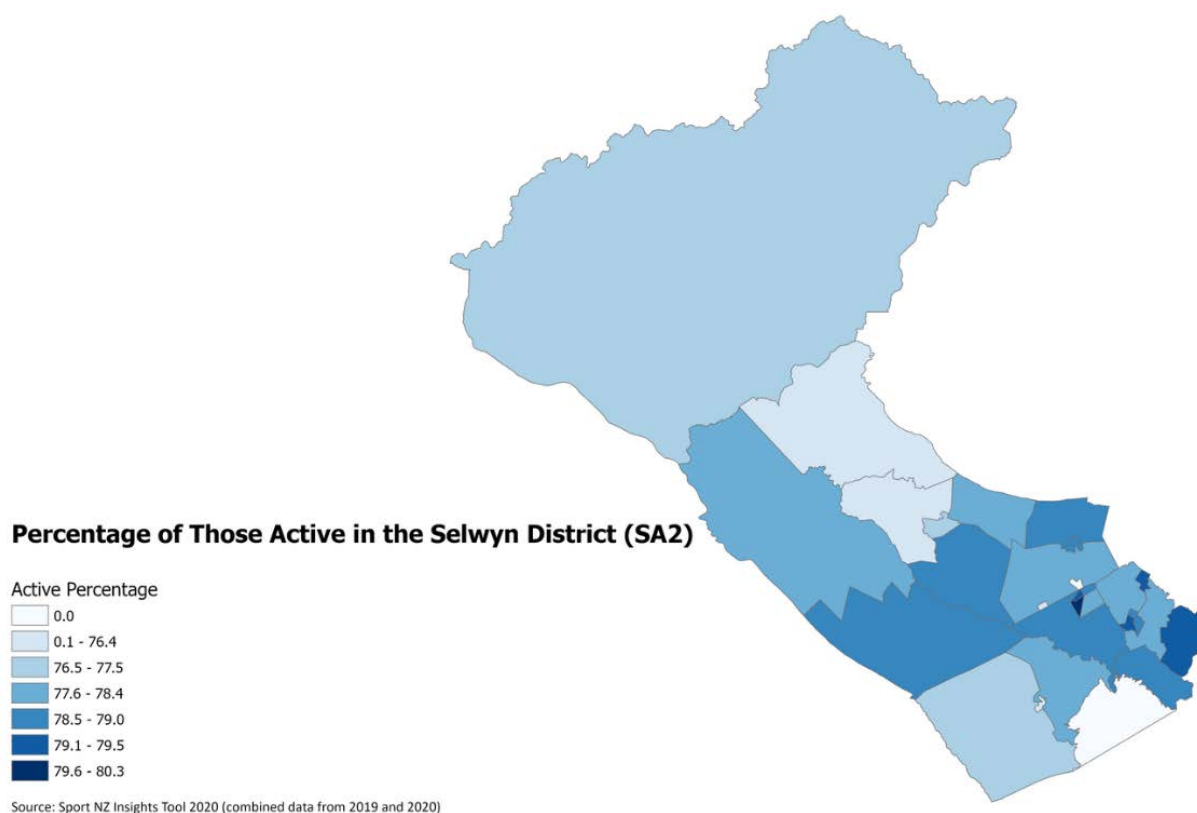 Percentage of Those Active in the Selwyn District (SA2)
Active Percentage
0.0
0.1 - 76.4
76.5 - 77.5
77.6 - 78.4
78.5 - 79.0
79.1 - 79.5
79.6 - 80.3
Source: Sport NZ Insights Tool 2020 (combined data from 2019 and 2020)